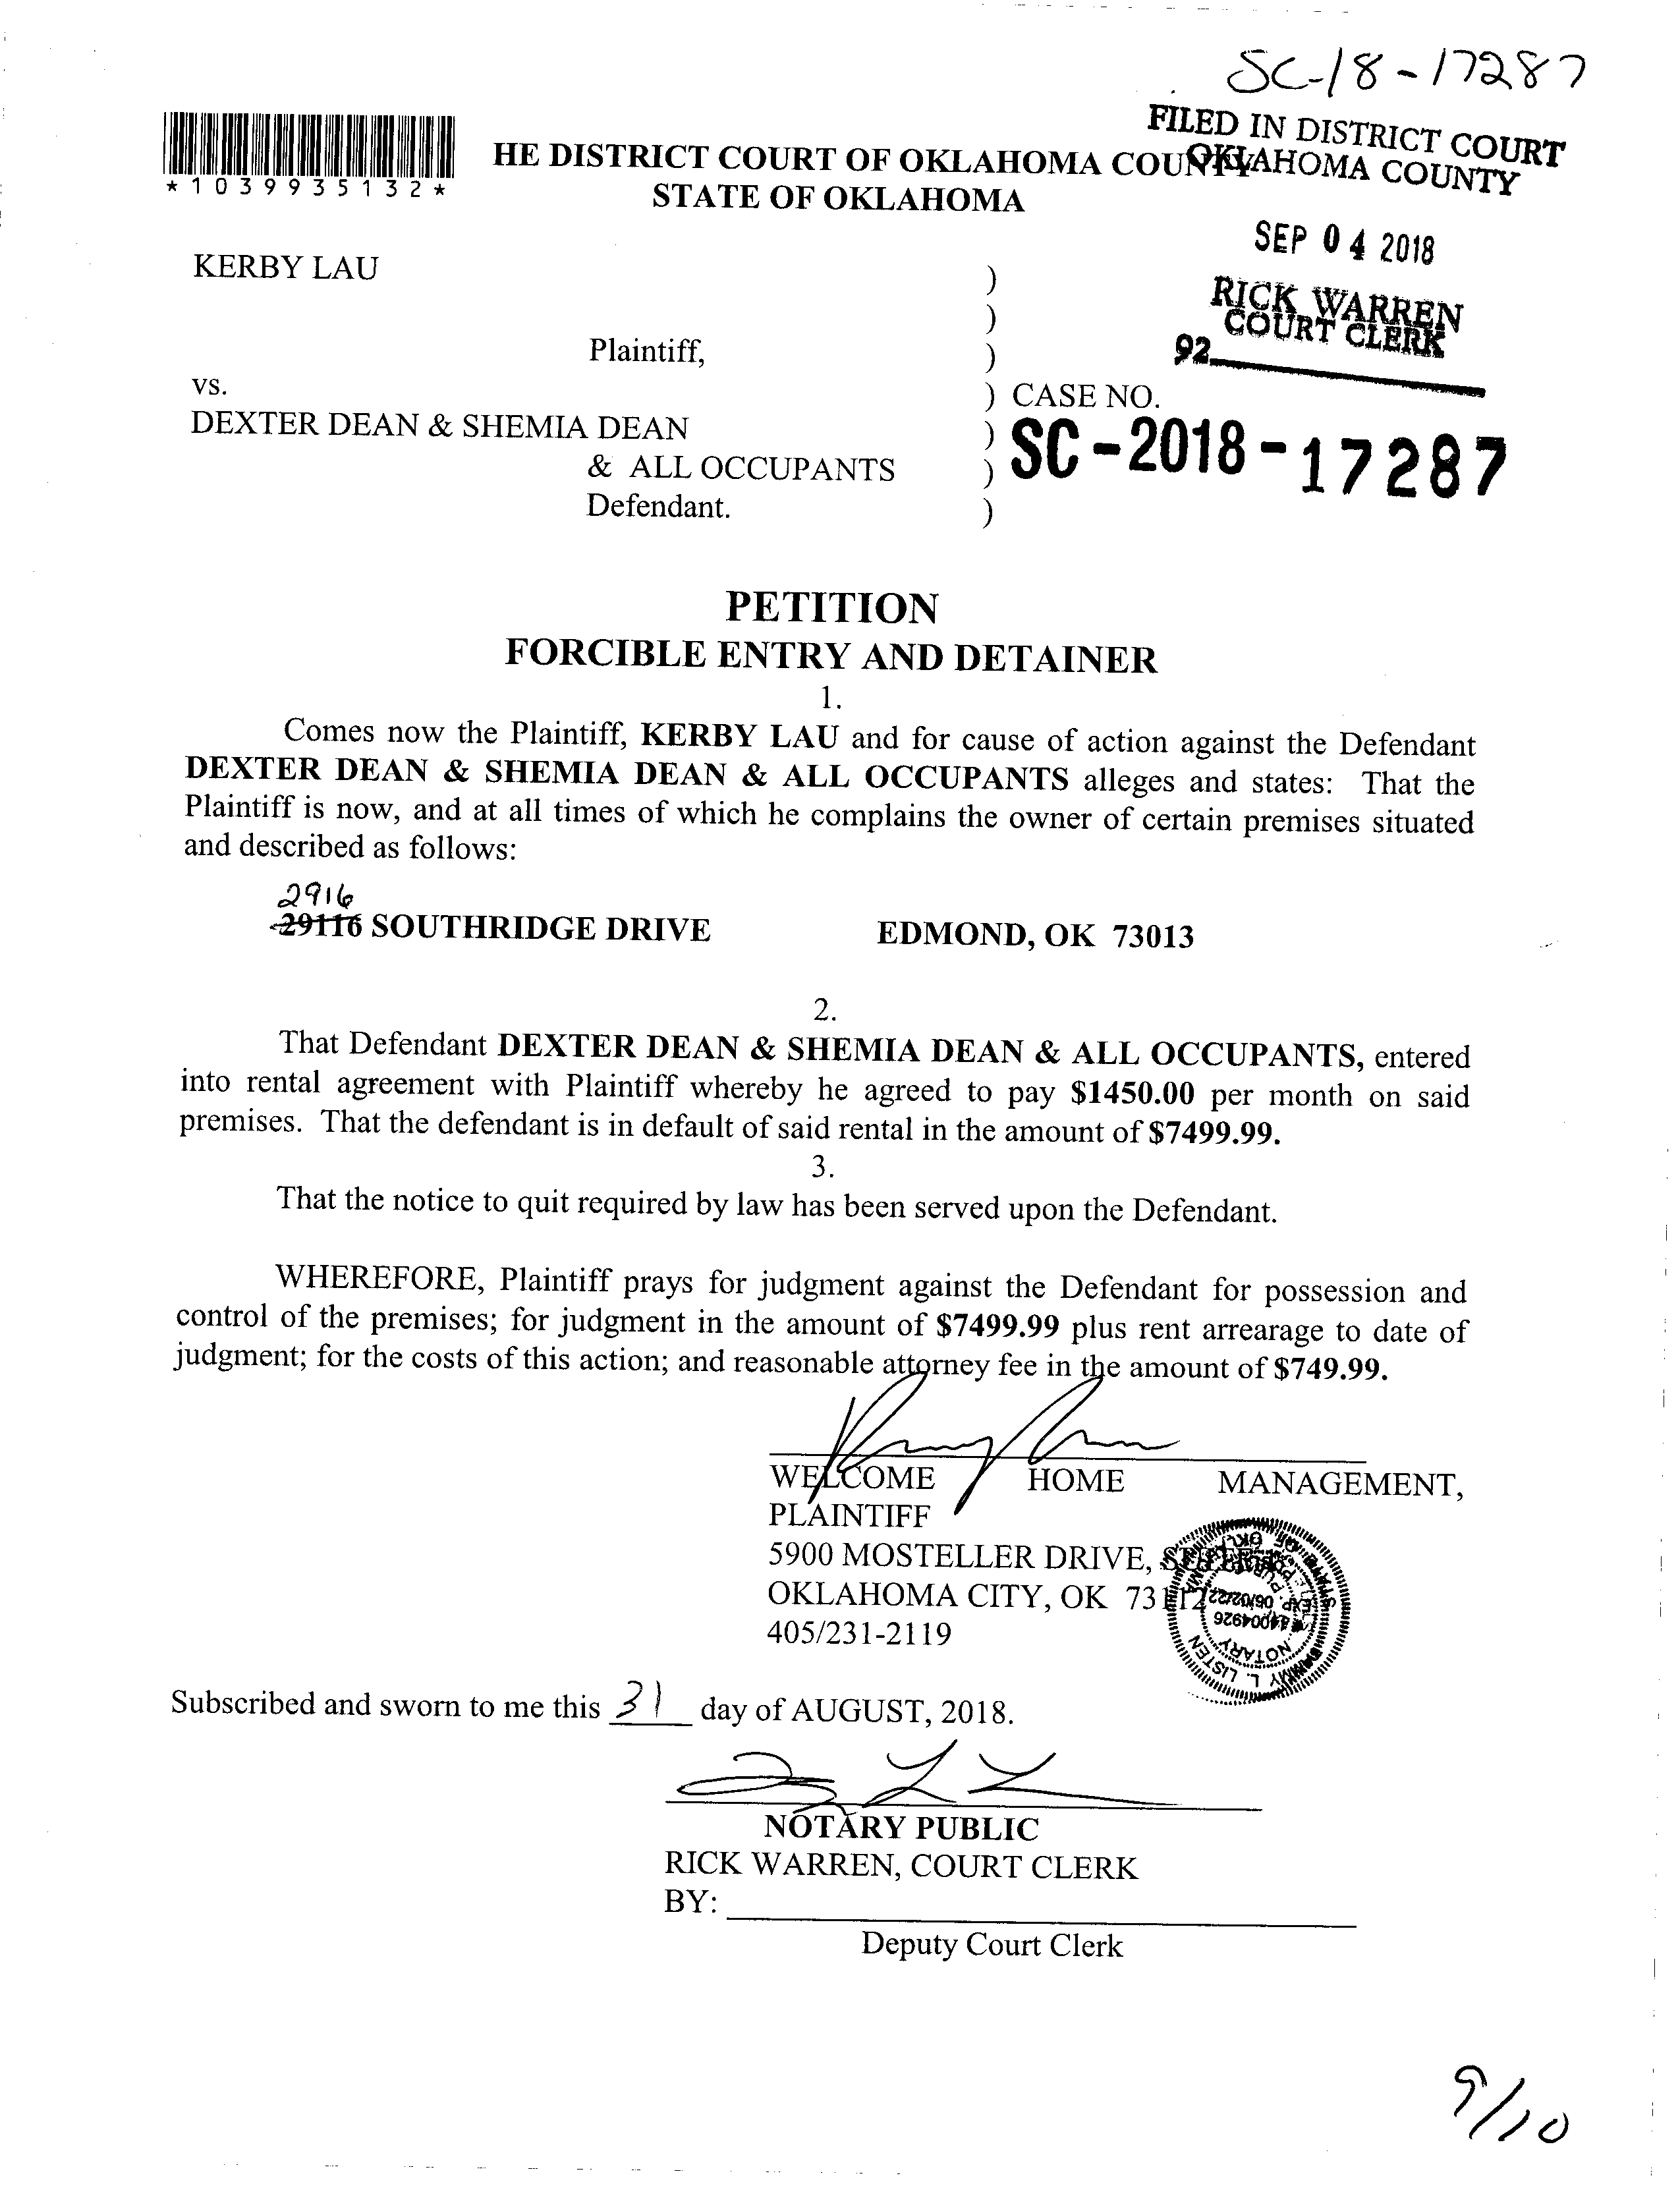 SC-18-17287
FILED IN DISTRICT COURT
OKLAHOMA COUNTY
*1039935132*
HE DISTRICT COURT OF OKLAHOMA COUNTY
STATE OF OKLAHOMA
SEP 04 2018
RICK WARREN
COURT CLERK
92
KERBY LAU
)
)
Plaintiff, )
vs. ) CASE NO.
DEXTER DEAN & SHEMIA DEAN ) SC-2018-17287
& ALL OCCUPANTS )
Defendant. )
PETITION
FORCIBLE ENTRY AND DETAINER
1.
Comes now the Plaintiff, KERBY LAU and for cause of action against the Defendant
DEXTER DEAN & SHEMIA DEAN & ALL OCCUPANTS alleges and states: That the
Plaintiff is now, and at all times of which he complains the owner of certain premises situated
and described as follows:
2916
29116 SOUTHRIDGE DRIVE EDMOND, OK 73013
2.
That Defendant DEXTER DEAN & SHEMIA DEAN & ALL OCCUPANTS, entered
into rental agreement with Plaintiff whereby he agreed to pay $1450.00 per month on said
premises. That the defendant is in default of said rental in the amount of $7499.99.
3.
That the notice to quit required by law has been served upon the Defendant.
WHEREFORE, Plaintiff prays for judgment against the Defendant for possession and
control of the premises; for judgment in the amount of $7499.99 plus rent arrearage to date of
judgment; for the costs of this action; and reasonable attorney fee in the amount of $749.99.
WELCOME HOME MANAGEMENT,
PLAINTIFF
5900 MOSTELLER DRIVE,
OKLAHOMA CITY, OK 73112
405/231-2119
L. LISTEN
NOTARY
EXP. 06/02/22
Subscribed and sworn to me this 31 day of AUGUST, 2018.
NOTARY PUBLIC
RICK WARREN, COURT CLERK
BY:
Deputy Court Clerk
9/10